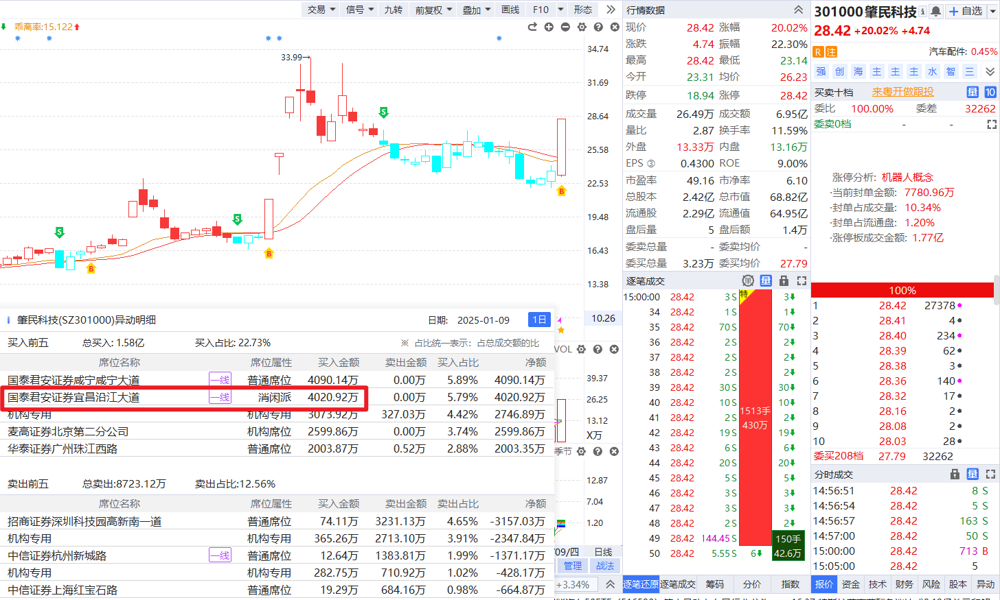 交易 信号 九转 前复权 叠加 画线 F10 形态
乖离率:15.122
33.99
34.74
31.69
28.64
25.58
22.53
19.48
16.43
13.38
10.26
S S S
B B B
肇民科技(SZ301000)异动明细 日期: 2025-01-09 1日
买入前五 总买入: 1.58亿 买入占比: 22.73% ※ 占比统一表示: 占总成交额的比
席位名称 席位属性 买入金额 卖出金额 买入占比 净额
国泰君安证券咸宁咸宁大道 一线 普通席位 4090.14万 0.00万 5.89% 4090.14万
国泰君安证券宜昌沿江大道 一线 消闲派 4020.92万 0.00万 5.79% 4020.92万
机构专用 机构专用 3073.92万 327.03万 4.42% 2746.89万
麦高证券北京第二分公司 机构席位 2599.86万 0.00万 3.74% 2599.86万
华泰证券广州珠江西路 普通席位 2003.87万 0.52万 2.88% 2003.35万
卖出前五 总卖出:8723.12万 卖出占比:12.56%
席位名称 席位属性 买入金额 卖出金额 卖出占比 净额
招商证券深圳科技园高新南一道 普通席位 74.11万 3231.13万 4.65% -3157.03万
机构专用 机构专用 365.26万 2713.10万 3.91% -2347.84万
中信证券杭州新城路 一线 普通席位 12.64万 1383.81万 1.99% -1371.17万
机构专用 机构专用 282.75万 710.92万 1.02% -428.17万
中信证券上海红宝石路 普通席位 19.29万 684.16万 0.98% -664.87万
VOL
39.37
26.25
13.12
X万
季节
12.87
7.04
1.20
/09/四 日线
管理 战法
+3.34%
行情数据
现价 28.42 涨幅 20.02%
涨跌 4.74 振幅 22.30%
最高 28.42 最低 23.14
今开 23.31 均价 26.23
跌停 18.94 涨停 28.42
成交量 26.49万 成交额 6.95亿
量比 2.87 换手率 11.59%
外盘 13.33万 内盘 13.16万
EPS ③ 0.4300 ROE 9.00%
市盈率 49.16 市净率 6.10
总股本 2.42亿 总市值 68.82亿
流通股 2.29亿 流通值 64.95亿
盘后量 5 盘后额 1.4万
委卖总量 - 委卖均价 -
委买总量 3.23万 委买均价 27.79
逐笔成交 量
15:00:00 28.42 3 S 特 3
34 28.42 1 S 1
35 28.42 70 S 70
36 28.42 2 S 2
37 28.42 2 S 2
38 28.42 2 S 2
39 28.42 30 S 30
40 28.42 10 S 10
41 28.42 2 S 2
1513手
430万
42 28.42 19 S 19
43 28.42 6 S 6
44 28.42 20 S 20
45 28.42 5 S 5
46 28.42 3 S 3
47 28.42 3 S 3
48 28.42 2 S 2
49 28.42 144.45 S 150手
50 28.42 5.55 S 6 42.6万
逐笔还原 逐笔成交 筹码 分价 指数
301000 肇民科技 自选
28.42 +20.02% +4.74
R 注 汽车配件: 0.45%
强 创 海 主 主 主 水 智 三
买卖十档 来粤开做跟投 量 10
委比 100.00% 委差 32262
委卖0档 - -
涨停分析: 机器人概念
·当前封单金额: 7780.96万
·封单占成交量: 10.34%
·封单占流通盘: 1.20%
·涨停板成交金额: 1.77亿
100%
1 28.42 27378
2 28.41 4
3 28.40 234
4 28.39 62
5 28.38 3
6 28.36 140
7 28.32 17
8 28.16 2
9 28.08 2
10 28.03 28
委买208档 27.79 32262
分时成交 量
14:56:51 28.42 8 S
14:56:54 28.42 5 S
14:56:57 28.42 163 S
14:57:00 28.42 50 S
15:00:00 28.42 713 B
15:05:00 28.42 5
报价 资金 技术 财务 风险 股本 异动